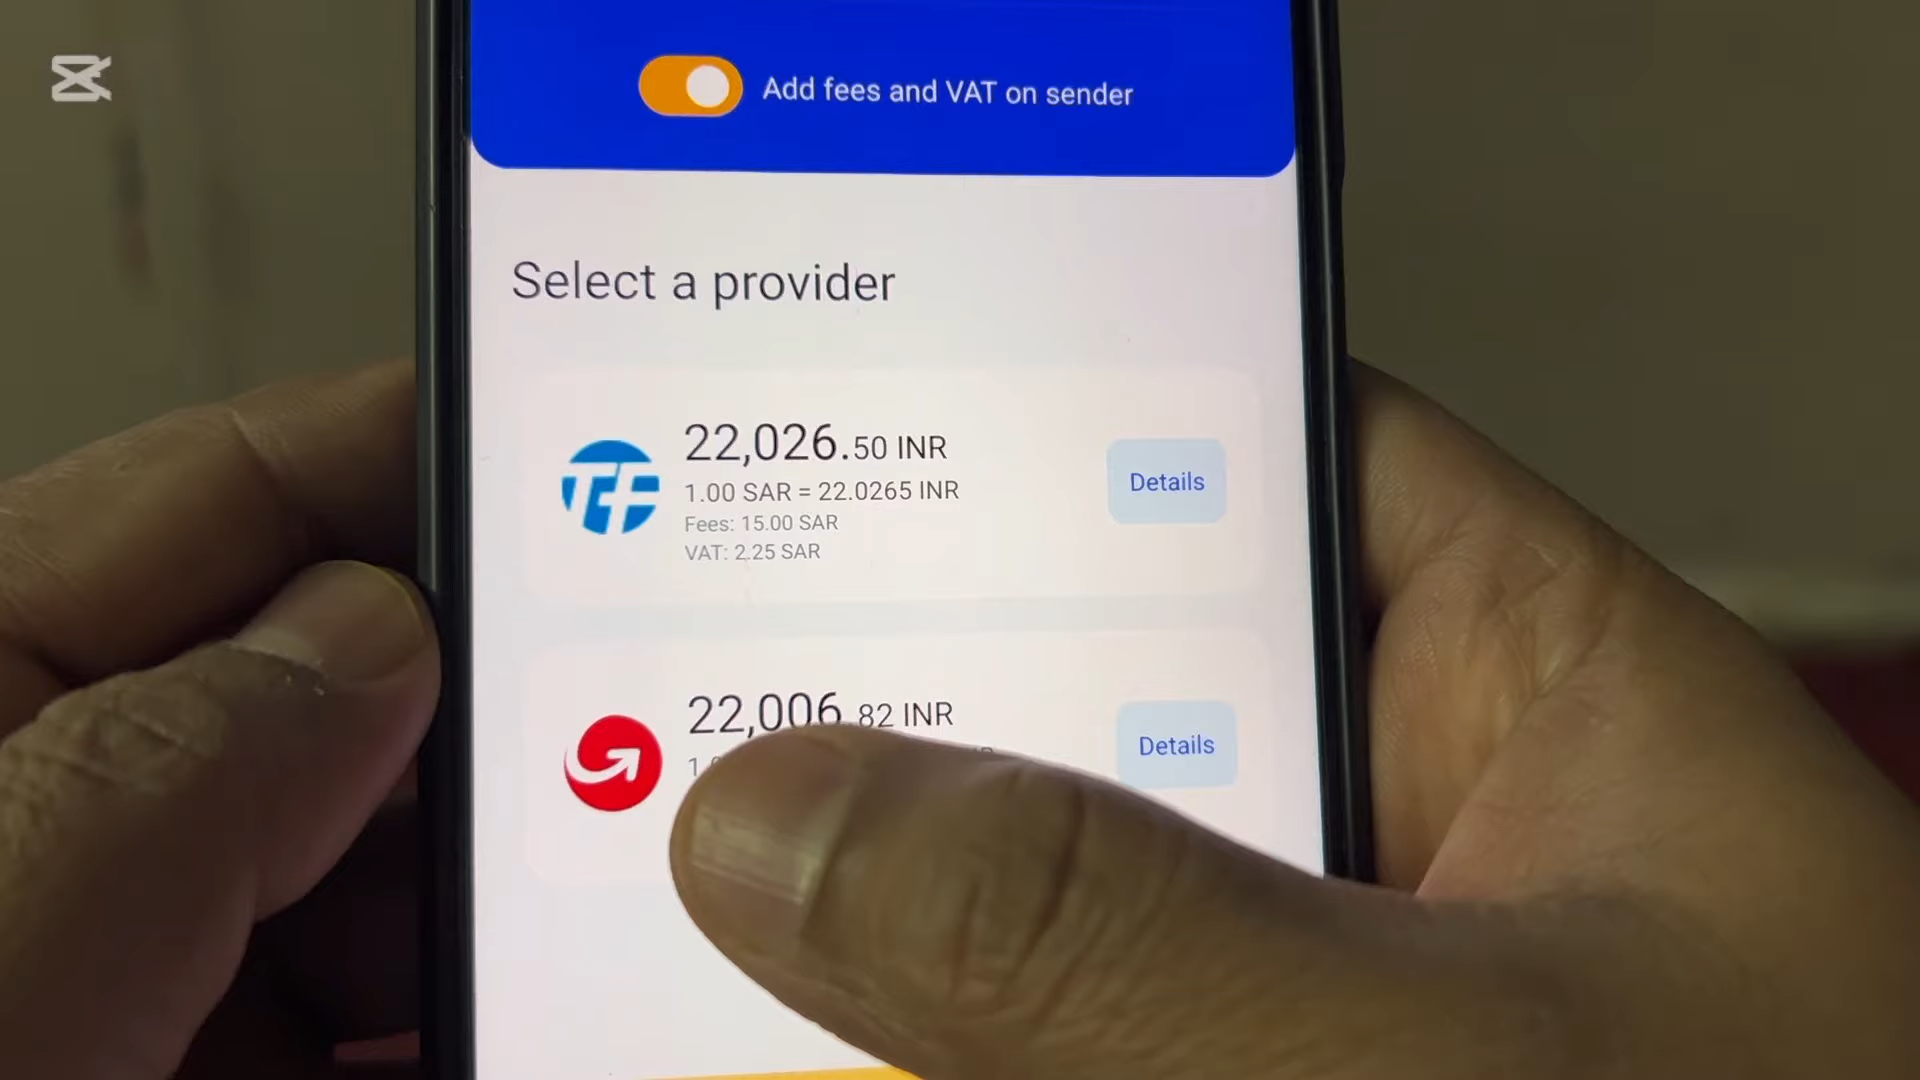 Add fees and VAT on sender
Select a provider
22,026.50 INR
1.00 SAR = 22.0265 INR
Fees: 15.00 SAR
VAT: 2.25 SAR
Details
22,006.82 INR
Details